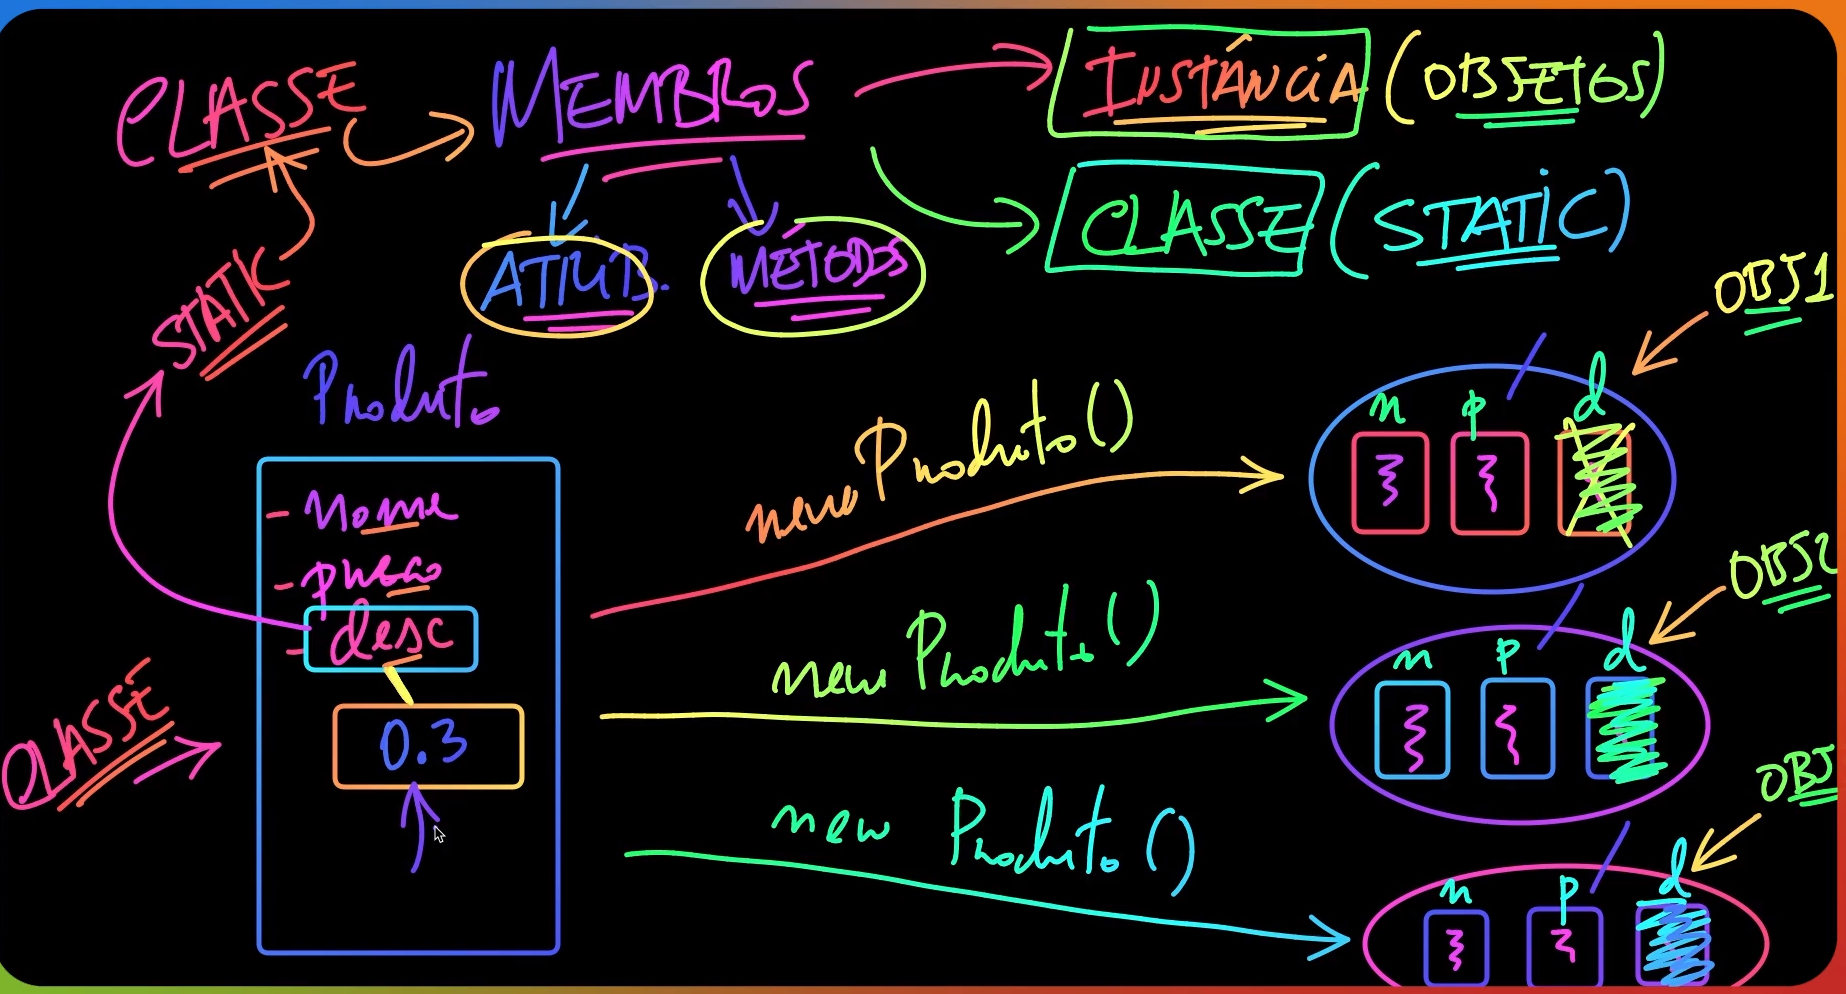 CLASSE
MEMBROS
INSTÂNCIA (OBJETOS)
CLASSE (STATIC)
ATRIB.
MÉTODOS
STATIC
OBJ1
Produto
new Produto()
n p d
- Nome
- preco
- desc
OBJ2
new Produto()
n p d
CLASSE
0.3
OBJ
new Produto()
n p d